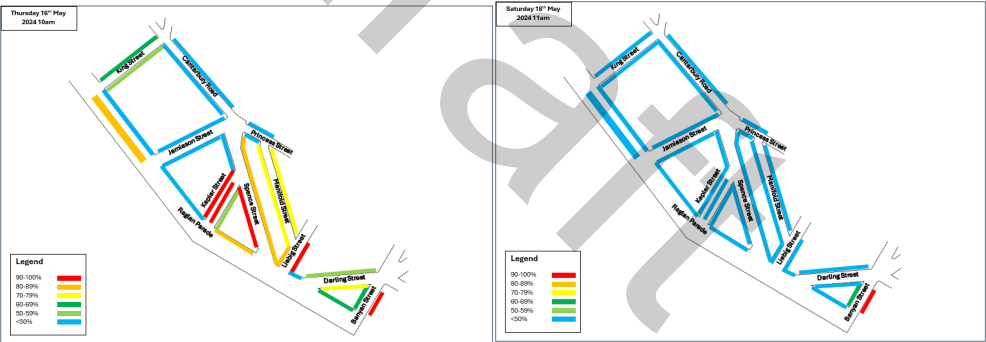 Thursday 16th May
2024 10am
King Street
Canterbury Road
Jamieson Street
Princess Street
Kepler Street
Spence Street
Manifold Street
Raglan Parade
Liebig Street
Darling Street
Banyan Street
Legend
90-100%
80-89%
70-79%
60-69%
50-59%
<50%
Saturday 18th May
2024 11am
King Street
Canterbury Road
Jamieson Street
Princess Street
Kepler Street
Spence Street
Manifold Street
Raglan Parade
Liebig Street
Darling Street
Banyan Street
Legend
90-100%
80-89%
70-79%
60-69%
50-59%
<50%